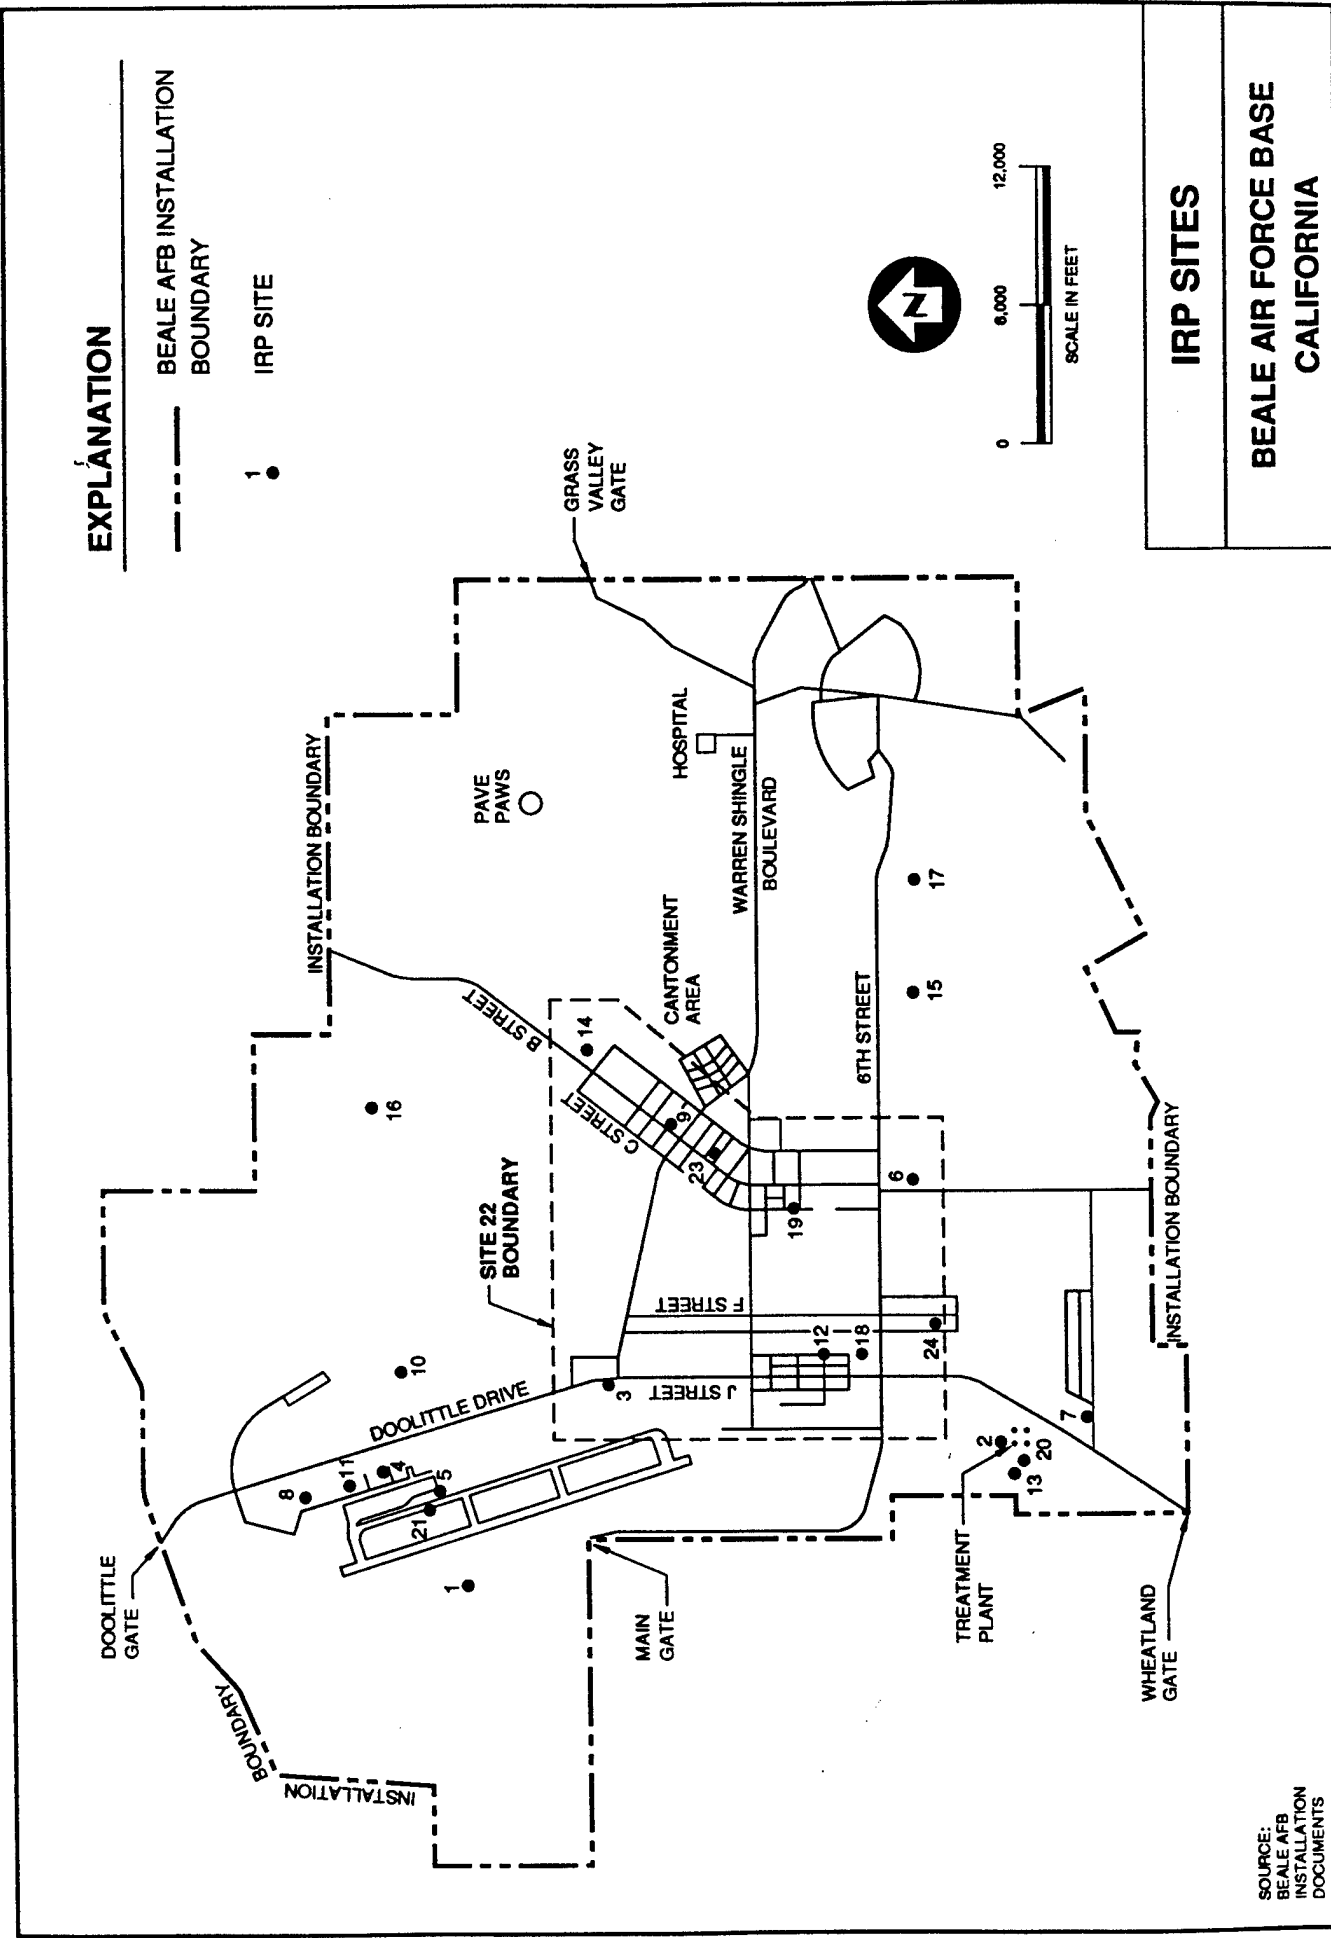 EXPLANATION
BEALE AFB INSTALLATION
BOUNDARY
1
IRP SITE
DOOLITTLE
GATE
INSTALLATION
BOUNDARY
INSTALLATION BOUNDARY
PAVE
PAWS
GRASS
VALLEY
GATE
HOSPITAL
WARREN SHINGLE
BOULEVARD
CANTONMENT
AREA
B STREET
C STREET
SITE 22
BOUNDARY
DOOLITTLE DRIVE
F STREET
J STREET
6TH STREET
8
11
4
5
21
1
10
16
14
9
23
19
3
12
18
24
6
15
17
2
20
13
7
MAIN
GATE
TREATMENT
PLANT
WHEATLAND
GATE
INSTALLATION BOUNDARY
N
0
6,000
12,000
SCALE IN FEET
SOURCE:
BEALE AFB
INSTALLATION
DOCUMENTS
IRP SITES
BEALE AIR FORCE BASE
CALIFORNIA